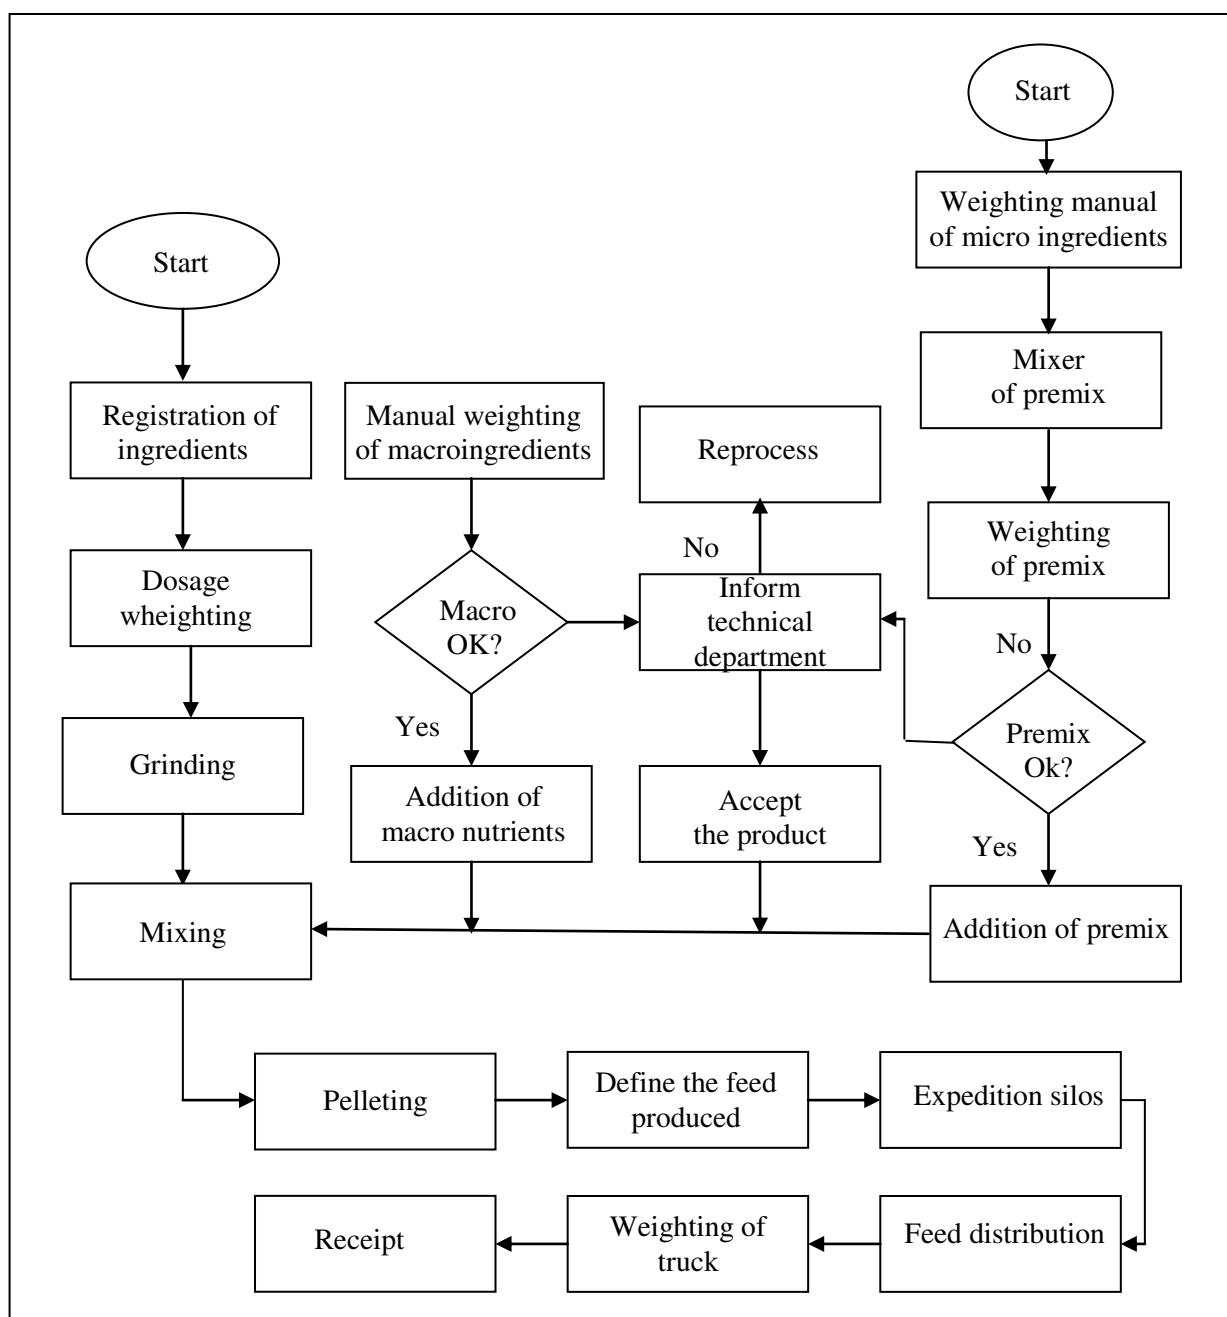 Start
Weighting manual
of micro ingredients
Start
Mixer
of premix
Registration of
ingredients
Manual weighting
of macroingredients
Reprocess
Weighting
of premix
No
Dosage
wheighting
Macro
OK?
Inform
technical
department
No
Premix
Ok?
Yes
Grinding
Addition of
macro nutrients
Accept
the product
Yes
Mixing
Addition of premix
Pelleting
Define the feed
produced
Expedition silos
Receipt
Weighting of
truck
Feed distribution